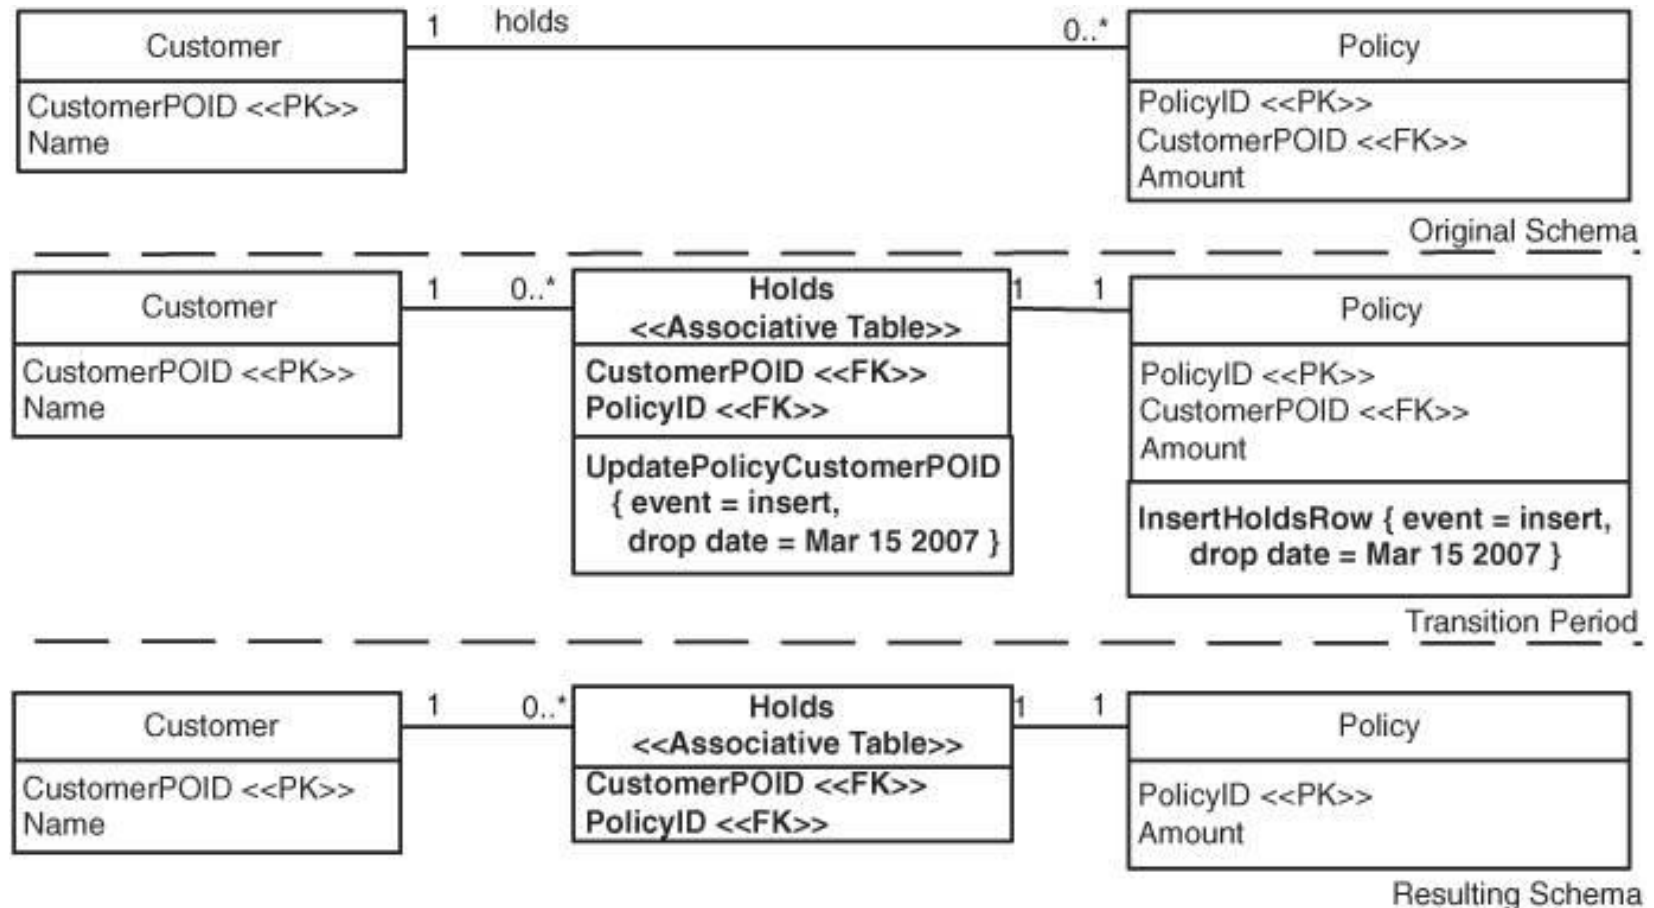 1 holds 0..*
Customer
Policy
CustomerPOID <<PK>>
Name
PolicyID <<PK>>
CustomerPOID <<FK>>
Amount
Original Schema
1 0..* 1 1
Customer
CustomerPOID <<PK>>
Name
Holds
<<Associative Table>>
CustomerPOID <<FK>>
PolicyID <<FK>>
UpdatePolicyCustomerPOID
{ event = insert,
drop date = Mar 15 2007 }
Policy
PolicyID <<PK>>
CustomerPOID <<FK>>
Amount
InsertHoldsRow { event = insert,
drop date = Mar 15 2007 }
Transition Period
1 0..* 1 1
Customer
CustomerPOID <<PK>>
Name
Holds
<<Associative Table>>
CustomerPOID <<FK>>
PolicyID <<FK>>
Policy
PolicyID <<PK>>
Amount
Resulting Schema